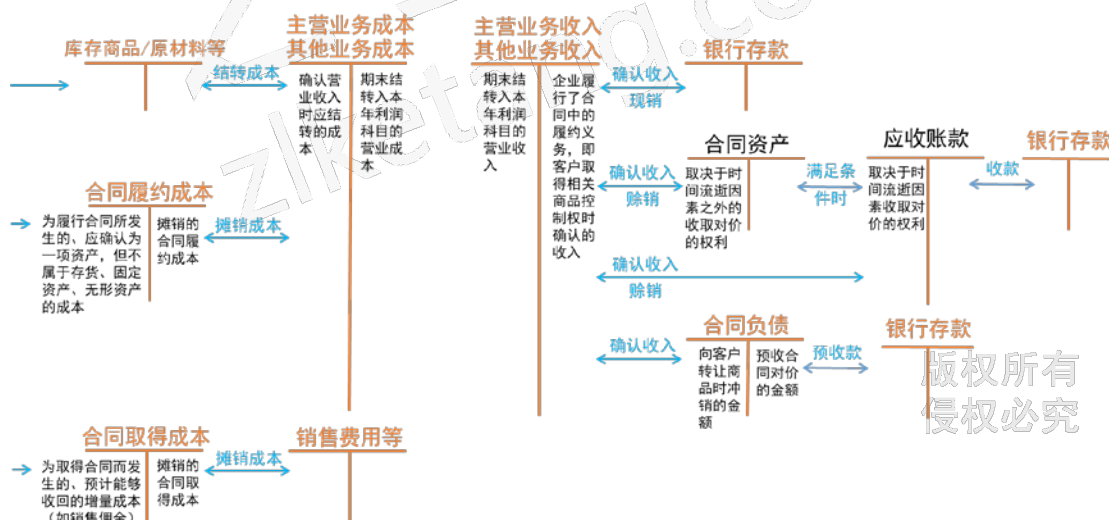 主营业务成本
其他业务成本
主营业务收入
其他业务收入
库存商品/原材料等
结转成本
确认营
业收入
时应结
转的成
本
期末结
转入本
年利润
科目的
营业成
本
期末结
转入本
年利润
科目的
营业收
入
企业履
行了合
同中的
履约义
务,即
客户取
得相关
商品控
制权时
确认的
收入
确认收入
现销
银行存款
确认收入
赊销
合同资产
取决于时
间流逝因
素之外的
收取对价
的权利
满足条
件时
应收账款
取决于时
间流逝因
素收取对
价的权利
收款
银行存款
合同履约成本
为履行合同所发
生的、应确认为
一项资产,但不
属于存货、固定
资产、无形资产
的成本
摊销的
合同履
约成本
摊销成本
确认收入
赊销
确认收入
合同负债
向客户
转让商
品时冲
销的金
额
预收合
同对价
的金额
预收款
银行存款
合同取得成本
为取得合同而发
生的、预计能够
收回的增量成本
(如销售佣金)
摊销的
合同取
得成本
摊销成本
销售费用等
zlketang.co
版权所有
侵权必究